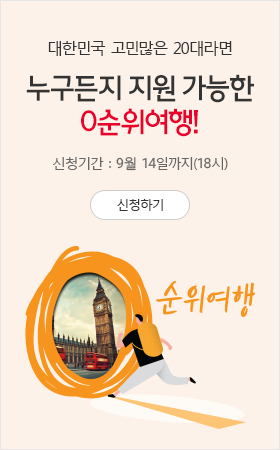 대한민국 고민많은 20대라면
누구든지 지원 가능한
0순위여행!
신청기간 : 9월 14일까지(18시)
신청하기
순위여행